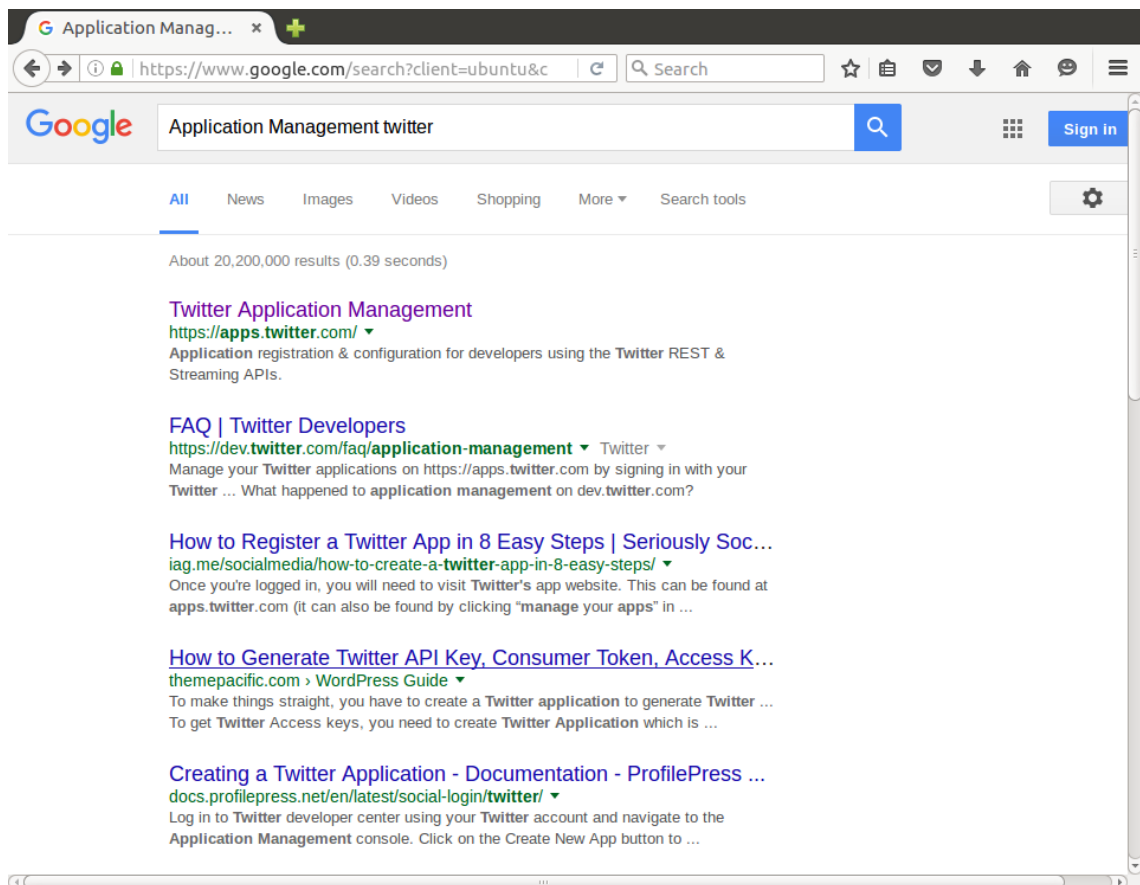 Application Manag...
https://www.google.com/search?client=ubuntu&c
Search
Google
Application Management twitter
Sign in
All News Images Videos Shopping More Search tools
About 20,200,000 results (0.39 seconds)
Twitter Application Management
https://apps.twitter.com/
Application registration & configuration for developers using the Twitter REST &
Streaming APIs.
FAQ | Twitter Developers
https://dev.twitter.com/faq/application-management Twitter
Manage your Twitter applications on https://apps.twitter.com by signing in with your
Twitter ... What happened to application management on dev.twitter.com?
How to Register a Twitter App in 8 Easy Steps | Seriously Soc...
iag.me/socialmedia/how-to-create-a-twitter-app-in-8-easy-steps/
Once you're logged in, you will need to visit Twitter's app website. This can be found at
apps.twitter.com (it can also be found by clicking “manage your apps” in ...
How to Generate Twitter API Key, Consumer Token, Access K...
themepacific.com › WordPress Guide
To make things straight, you have to create a Twitter application to generate Twitter ...
To get Twitter Access keys, you need to create Twitter Application which is ...
Creating a Twitter Application - Documentation - ProfilePress ...
docs.profilepress.net/en/latest/social-login/twitter/
Log in to Twitter developer center using your Twitter account and navigate to the
Application Management console. Click on the Create New App button to ...